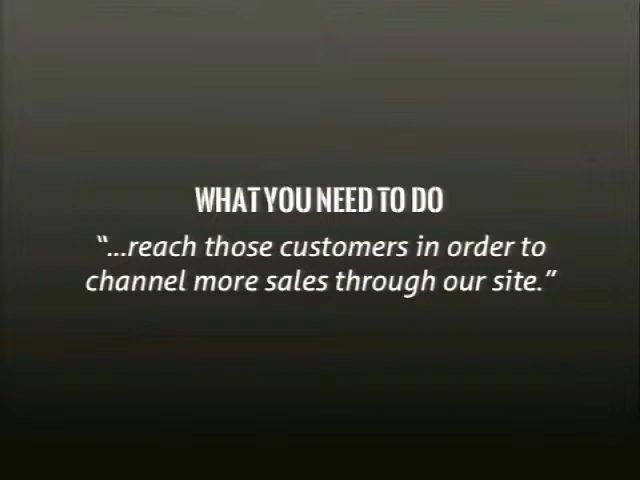 WHAT YOU NEED TO DO
“...reach those customers in order to
channel more sales through our site.”